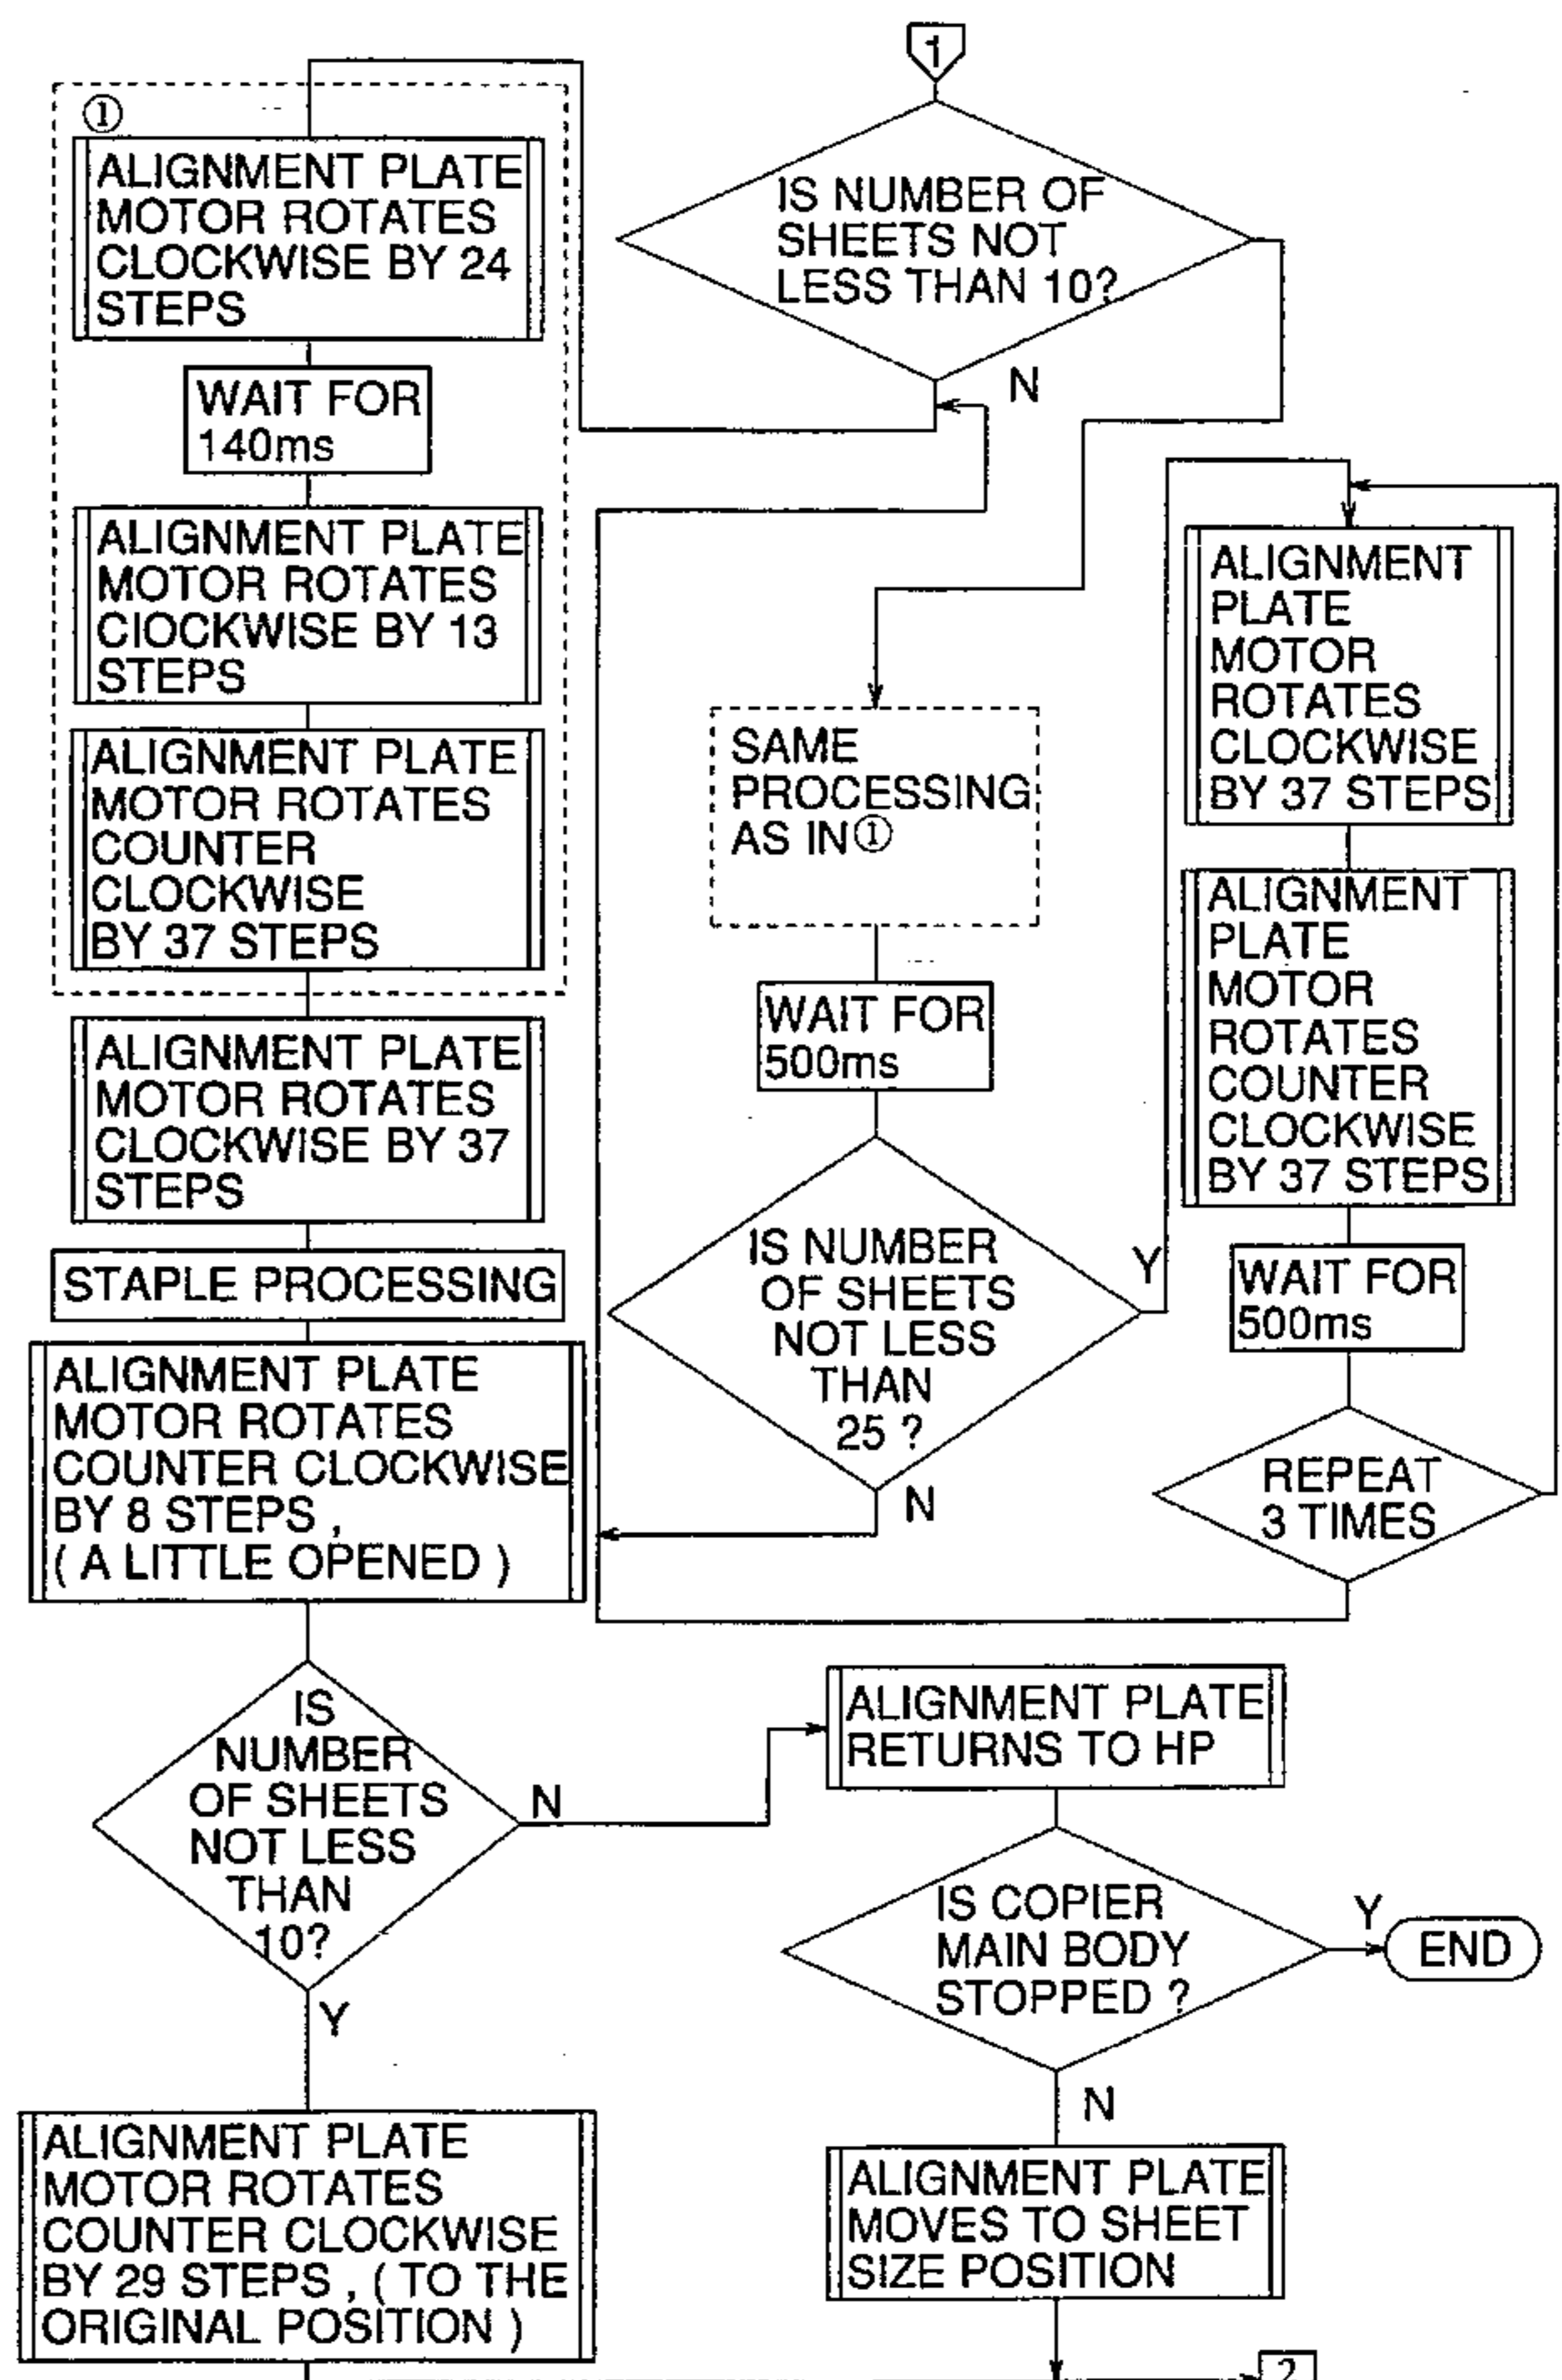 1
IS NUMBER OF
SHEETS NOT
LESS THAN 10?
N
①
ALIGNMENT PLATE
MOTOR ROTATES
CLOCKWISE BY 24
STEPS
WAIT FOR
140ms
ALIGNMENT PLATE
MOTOR ROTATES
CIOCKWISE BY 13
STEPS
ALIGNMENT PLATE
MOTOR ROTATES
COUNTER
CLOCKWISE
BY 37 STEPS
ALIGNMENT PLATE
MOTOR ROTATES
CLOCKWISE BY 37
STEPS
STAPLE PROCESSING
ALIGNMENT PLATE
MOTOR ROTATES
COUNTER CLOCKWISE
BY 8 STEPS ,
( A LITTLE OPENED )
SAME
PROCESSING
AS IN①
WAIT FOR
500ms
IS NUMBER
OF SHEETS
NOT LESS
THAN
25 ?
Y
N
ALIGNMENT
PLATE
MOTOR
ROTATES
CLOCKWISE
BY 37 STEPS
ALIGNMENT
PLATE
MOTOR
ROTATES
COUNTER
CLOCKWISE
BY 37 STEPS
WAIT FOR
500ms
REPEAT
3 TIMES
IS
NUMBER
OF SHEETS
NOT LESS
THAN
10?
N
Y
ALIGNMENT PLATE
MOTOR ROTATES
COUNTER CLOCKWISE
BY 29 STEPS , ( TO THE
ORIGINAL POSITION )
ALIGNMENT PLATE
RETURNS TO HP
IS COPIER
MAIN BODY
STOPPED ?
Y
END
N
ALIGNMENT PLATE
MOVES TO SHEET
SIZE POSITION
2